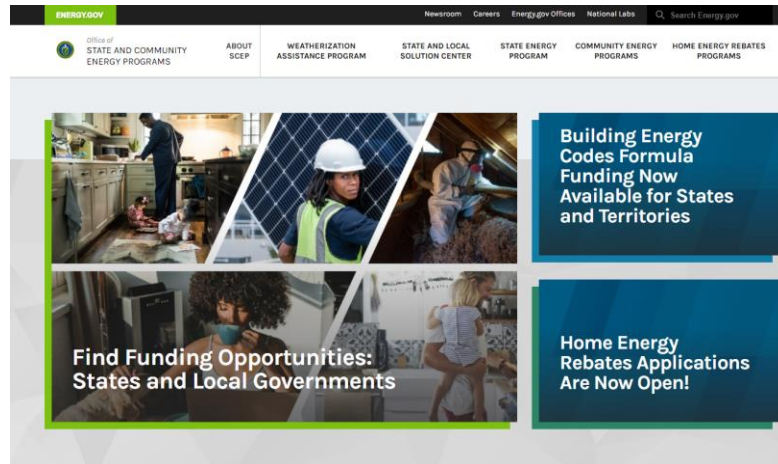 ENERGY.GOV
Newsroom Careers Energy.gov Offices National Labs Search Energy.gov
Office of
STATE AND COMMUNITY
ENERGY PROGRAMS
ABOUT
SCEP
WEATHERIZATION
ASSISTANCE PROGRAM
STATE AND LOCAL
SOLUTION CENTER
STATE ENERGY
PROGRAM
COMMUNITY ENERGY
PROGRAMS
HOME ENERGY REBATES
PROGRAMS
Find Funding Opportunities:
States and Local Governments
Building Energy
Codes Formula
Funding Now
Available for States
and Territories
Home Energy
Rebates Applications
Are Now Open!